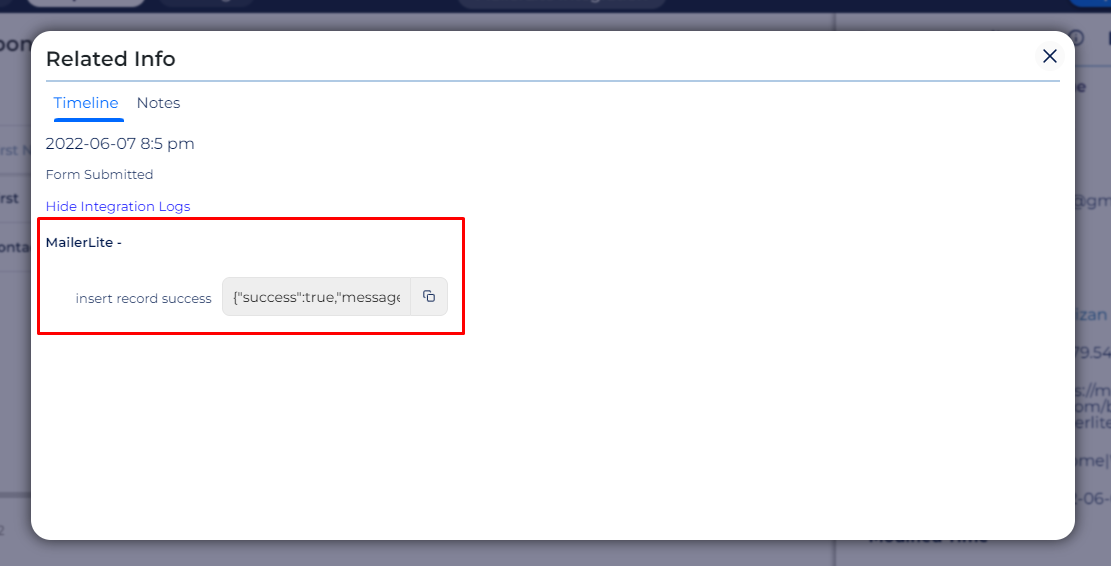 Related Info
Timeline Notes
2022-06-07 8:5 pm
Form Submitted
Hide Integration Logs
MailerLite -
insert record success {"success":true,"message